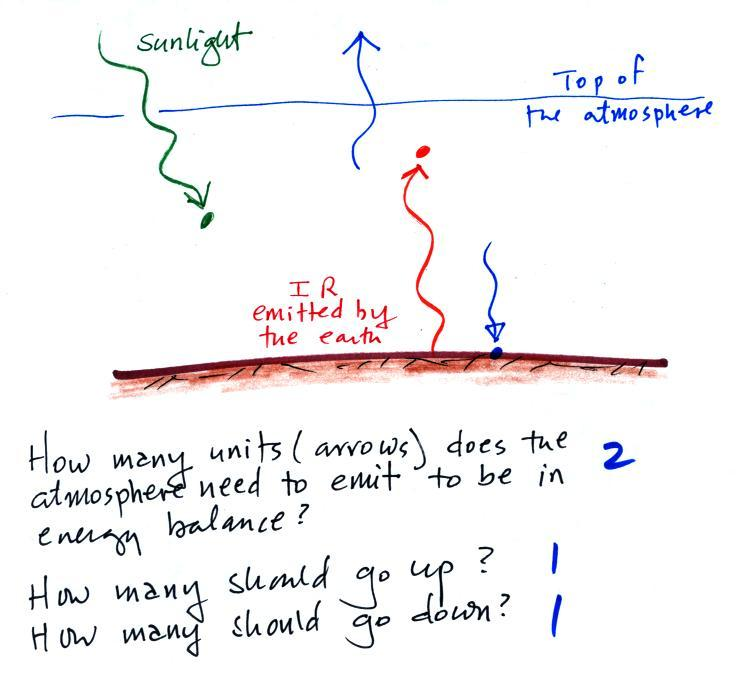 sunlight
Top of
the atmosphere
IR
emitted by
the earth
How many units (arrows) does the 2
atmosphere need to emit to be in
energy balance?
How many should go up? 1
How many should go down? 1